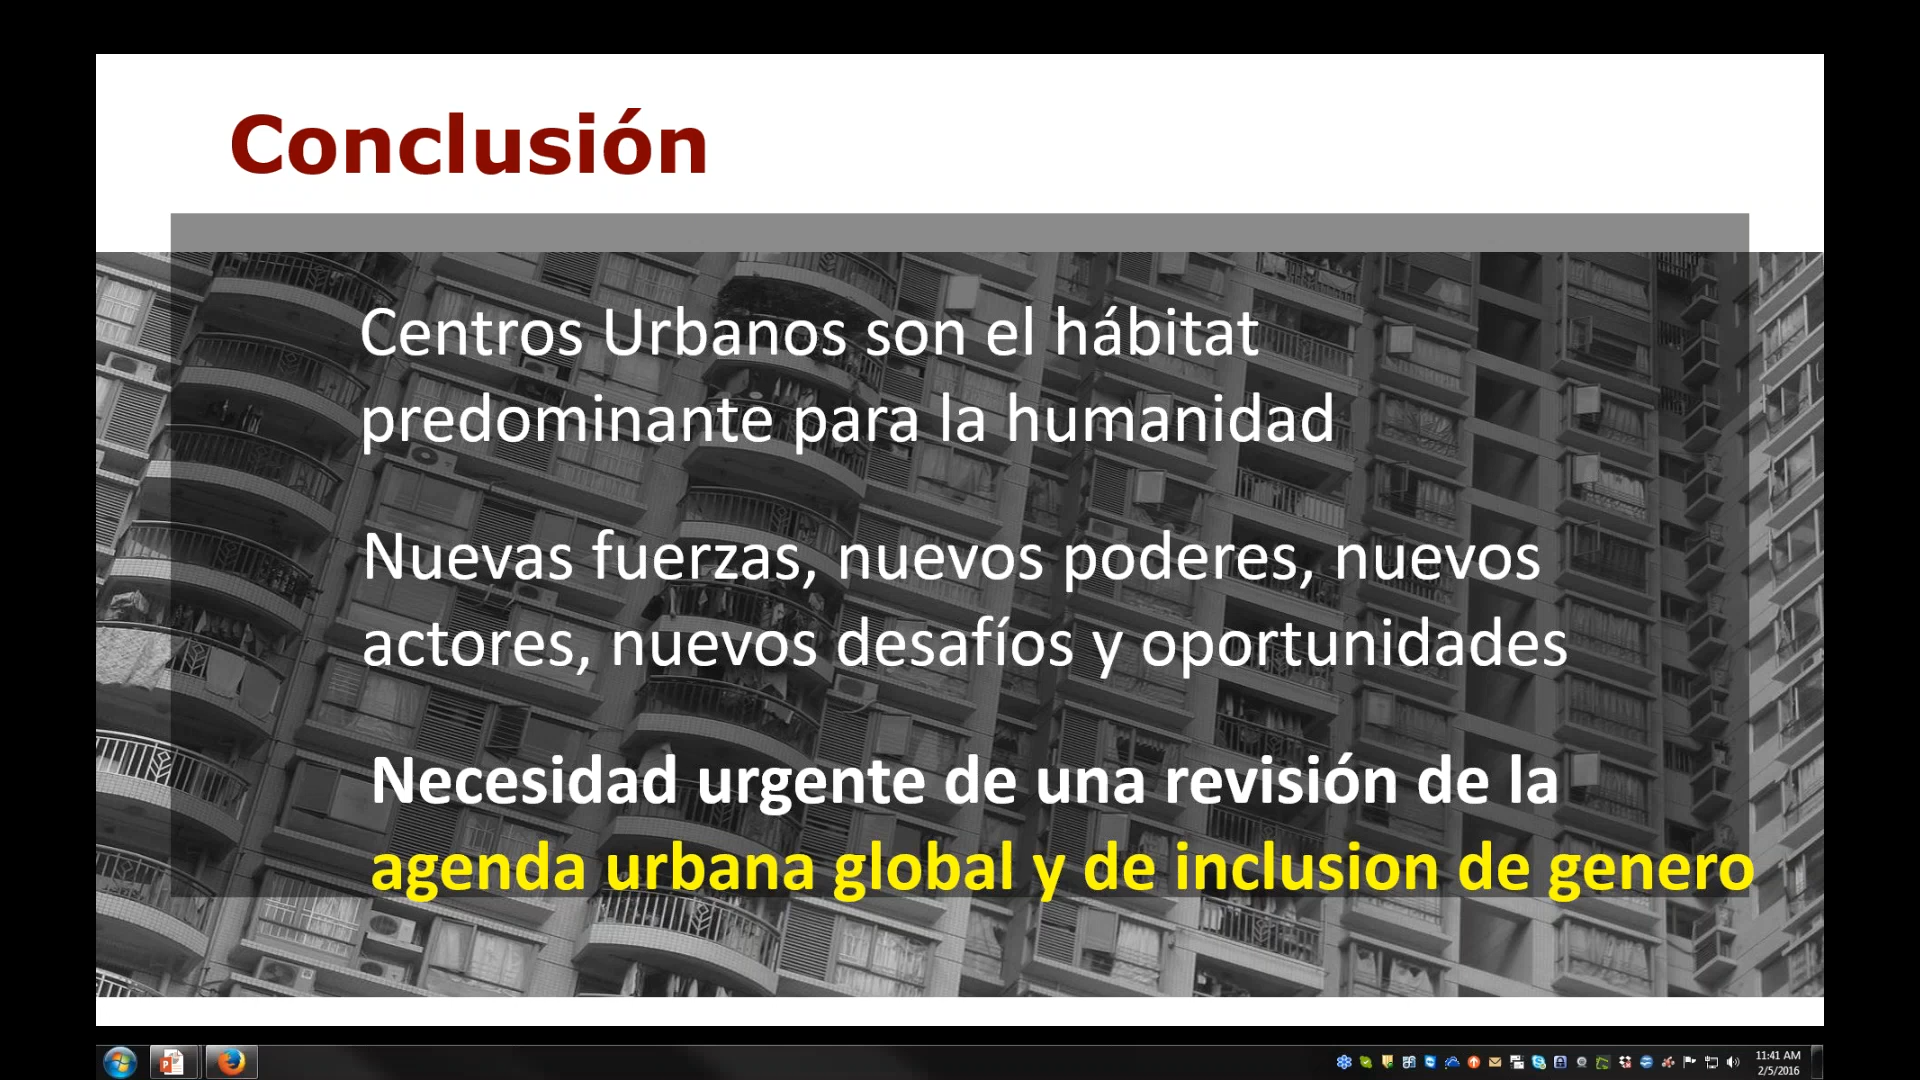 Conclusión
Centros Urbanos son el hábitat
predominante para la humanidad
Nuevas fuerzas, nuevos poderes, nuevos
actores, nuevos desafíos y oportunidades
Necesidad urgente de una revisión de la
agenda urbana global y de inclusion de genero
11:41 AM
2/5/2016